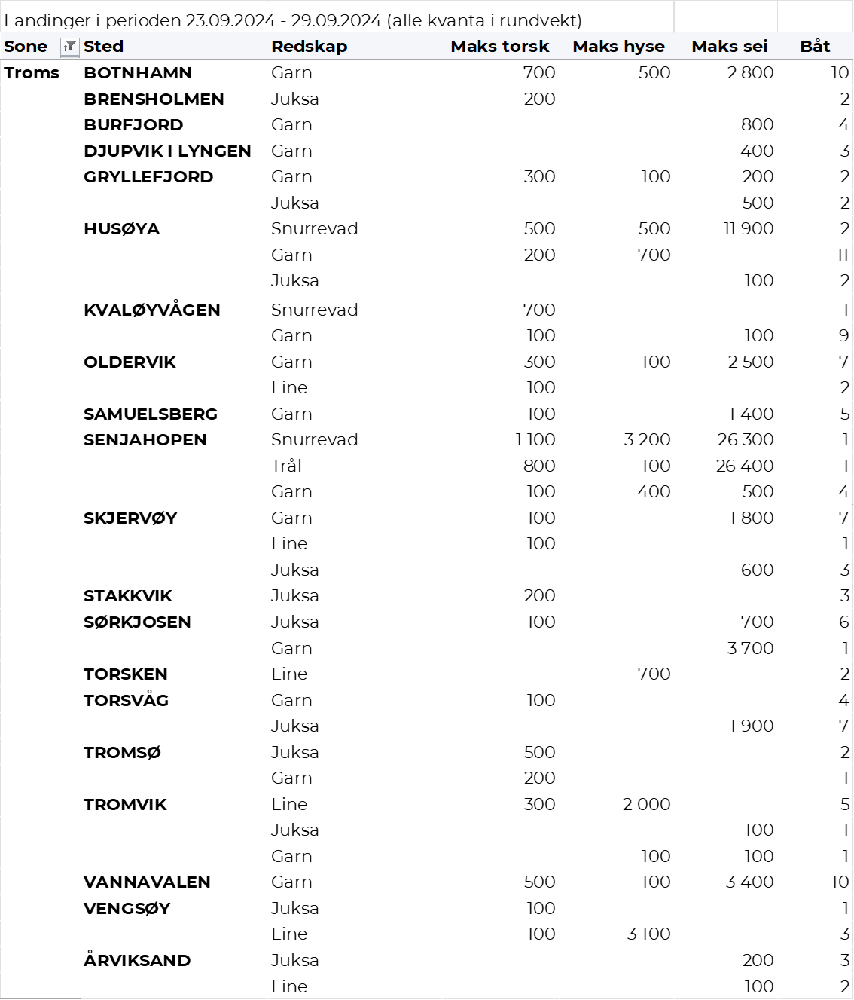 Landinger i perioden 23.09.2024 - 29.09.2024 (alle kvanta i rundvekt)
Sone Sted Redskap Maks torsk Maks hyse Maks sei Båt
Troms BOTNHAMN Garn 700 500 2 800 10
BRENSHOLMEN Juksa 200 2
BURFJORD Garn 800 4
DJUPVIK I LYNGEN Garn 400 3
GRYLLEFJORD Garn 300 100 200 2
Juksa 500 2
HUSØYA Snurrevad 500 500 11 900 2
Garn 200 700 11
Juksa 100 2
KVALØYVÅGEN Snurrevad 700 1
Garn 100 100 9
OLDERVIK Garn 300 100 2 500 7
Line 100 2
SAMUELSBERG Garn 100 1 400 5
SENJAHOPEN Snurrevad 1 100 3 200 26 300 1
Trål 800 100 26 400 1
Garn 100 400 500 4
SKJERVØY Garn 100 1 800 7
Line 100 1
Juksa 600 3
STAKKVIK Juksa 200 3
SØRKJOSEN Juksa 100 700 6
Garn 3 700 1
TORSKEN Line 700 2
TORSVÅG Garn 100 4
Juksa 1 900 7
TROMSØ Juksa 500 2
Garn 200 1
TROMVIK Line 300 2 000 5
Juksa 100 1
Garn 100 100 1
VANNAVALEN Garn 500 100 3 400 10
VENGSØY Juksa 100 1
Line 100 3 100 3
ÅRVIKSAND Juksa 200 3
Line 100 2